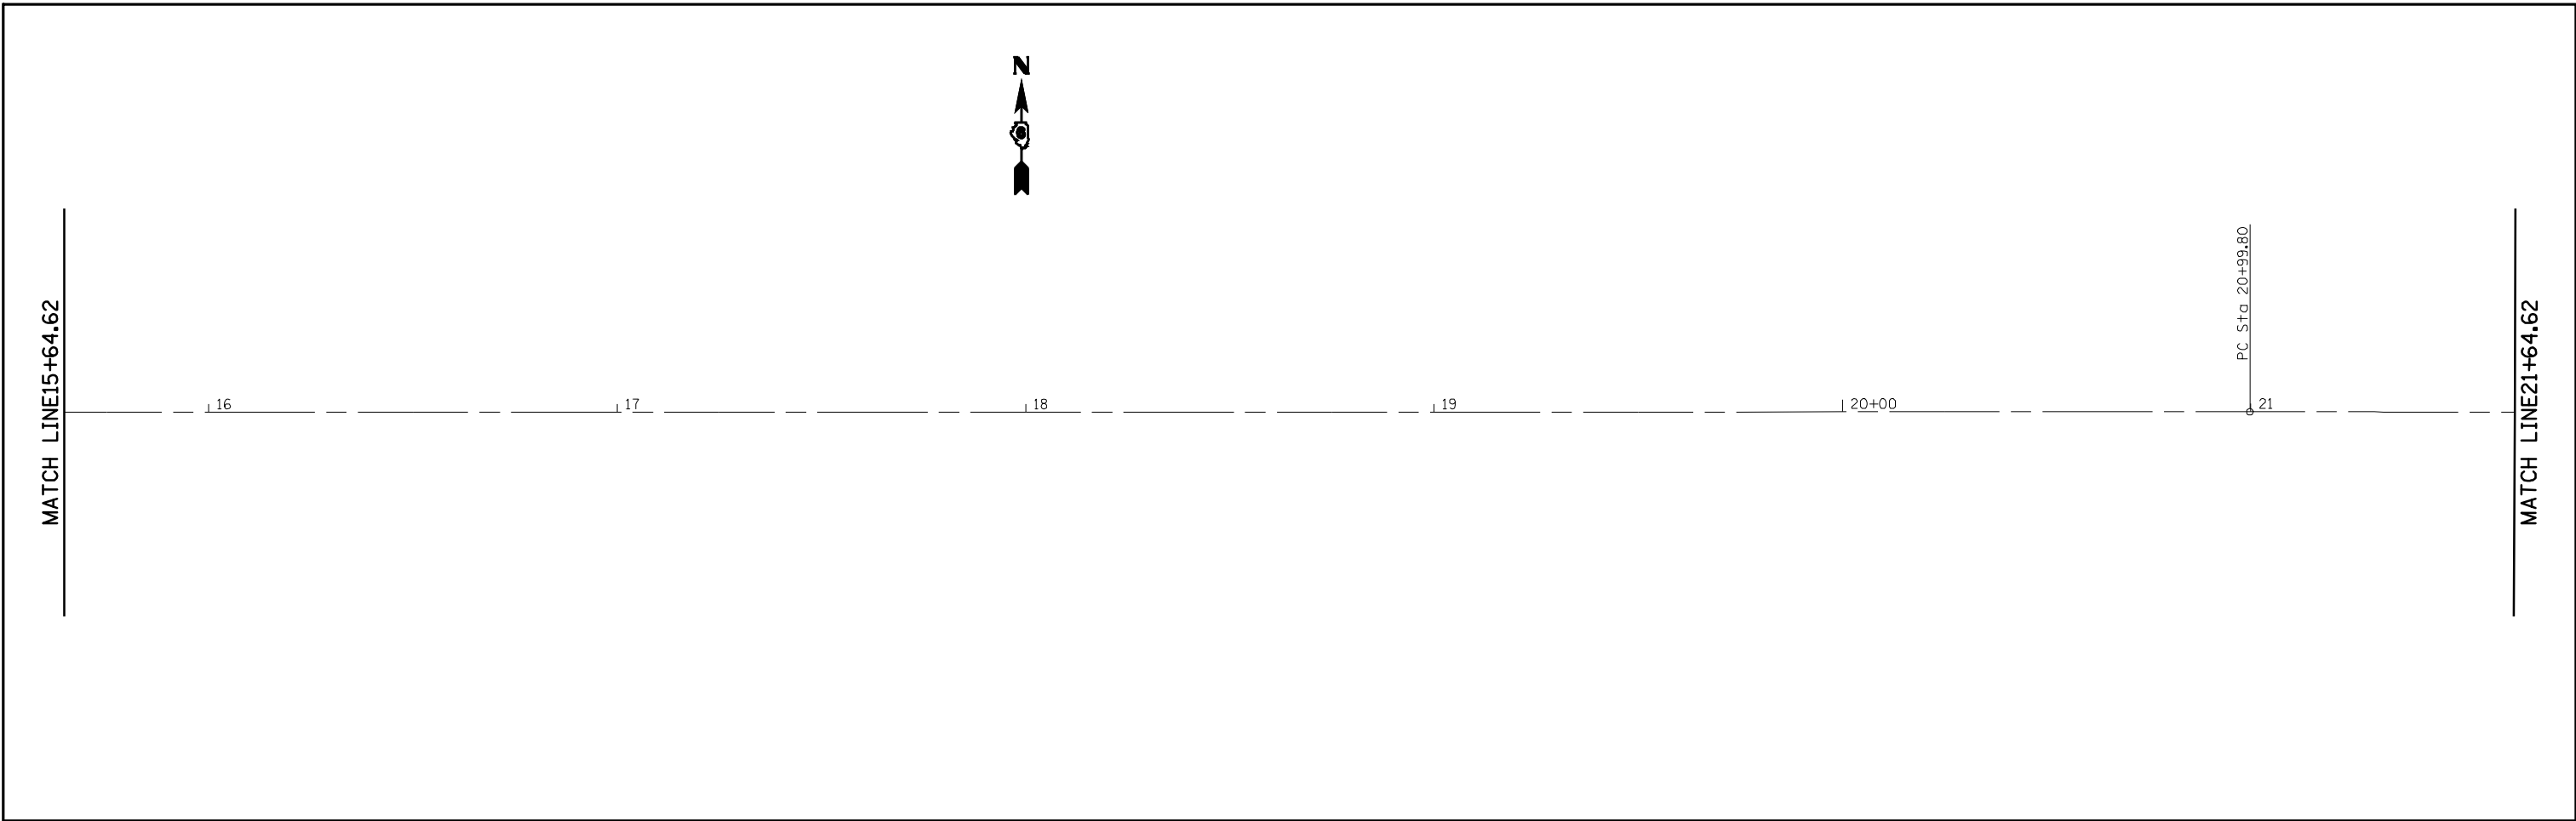 N
PC Sta 20+99.80
MATCH LINE15+64.62
MATCH LINE21+64.62
16
17
18
19
20+00
21